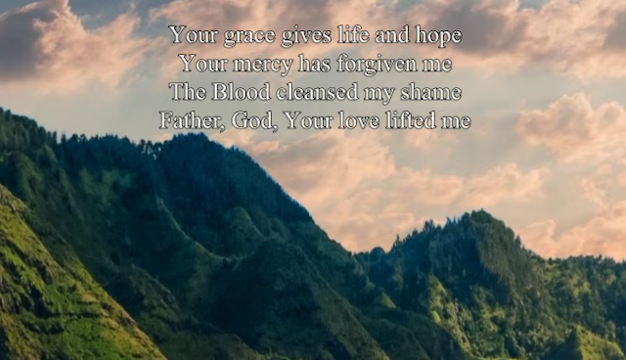 Your grace gives life and hope
Your mercy has forgiven me
The Blood cleansed my shame
Father, God, Your love lifted me